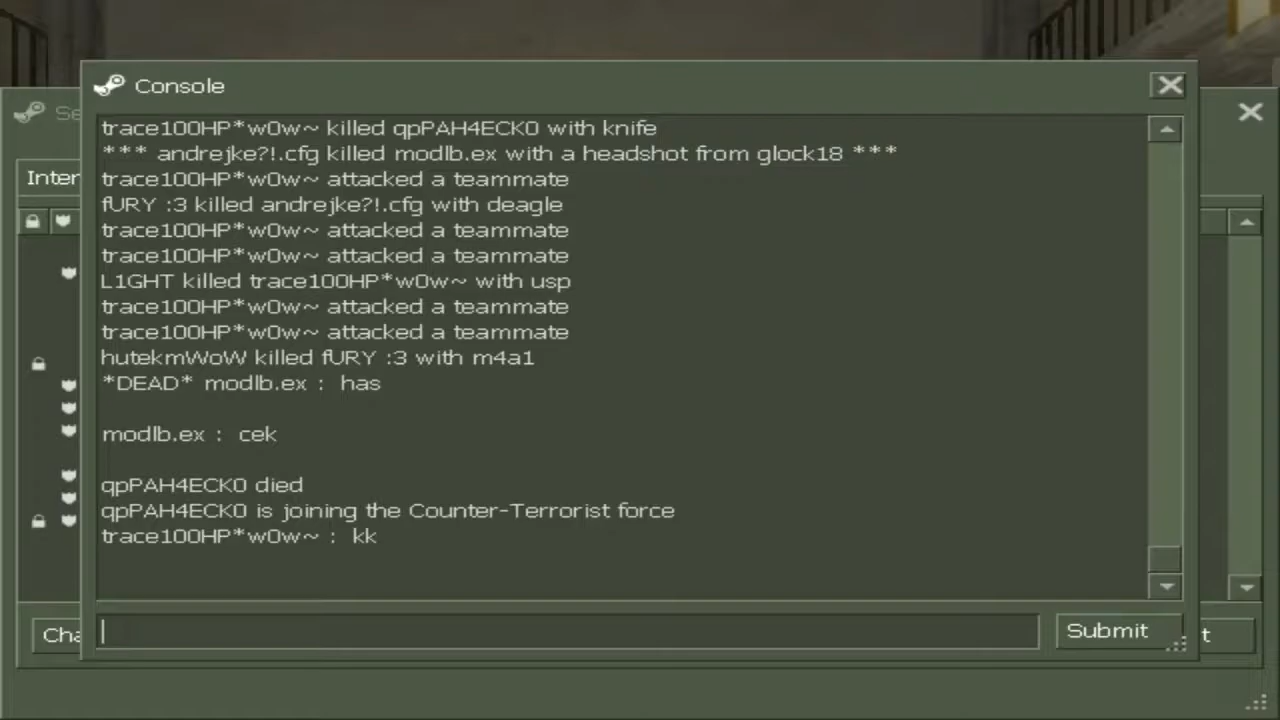 Console
Se
Inter
trace100HP*w0w~ killed qpPAH4ECK0 with knife
*** andrejke?!.cfg killed modlb.ex with a headshot from glock18 ***
trace100HP*w0w~ attacked a teammate
fURY :3 killed andrejke?!.cfg with deagle
trace100HP*w0w~ attacked a teammate
trace100HP*w0w~ attacked a teammate
L1GHT killed trace100HP*w0w~ with usp
trace100HP*w0w~ attacked a teammate
trace100HP*w0w~ attacked a teammate
hutekmWoW killed fURY :3 with m4a1
*DEAD* modlb.ex :  has
modlb.ex :  cek
qpPAH4ECK0 died
qpPAH4ECK0 is joining the Counter-Terrorist force
trace100HP*w0w~ :  kk
Cha
Submit
t